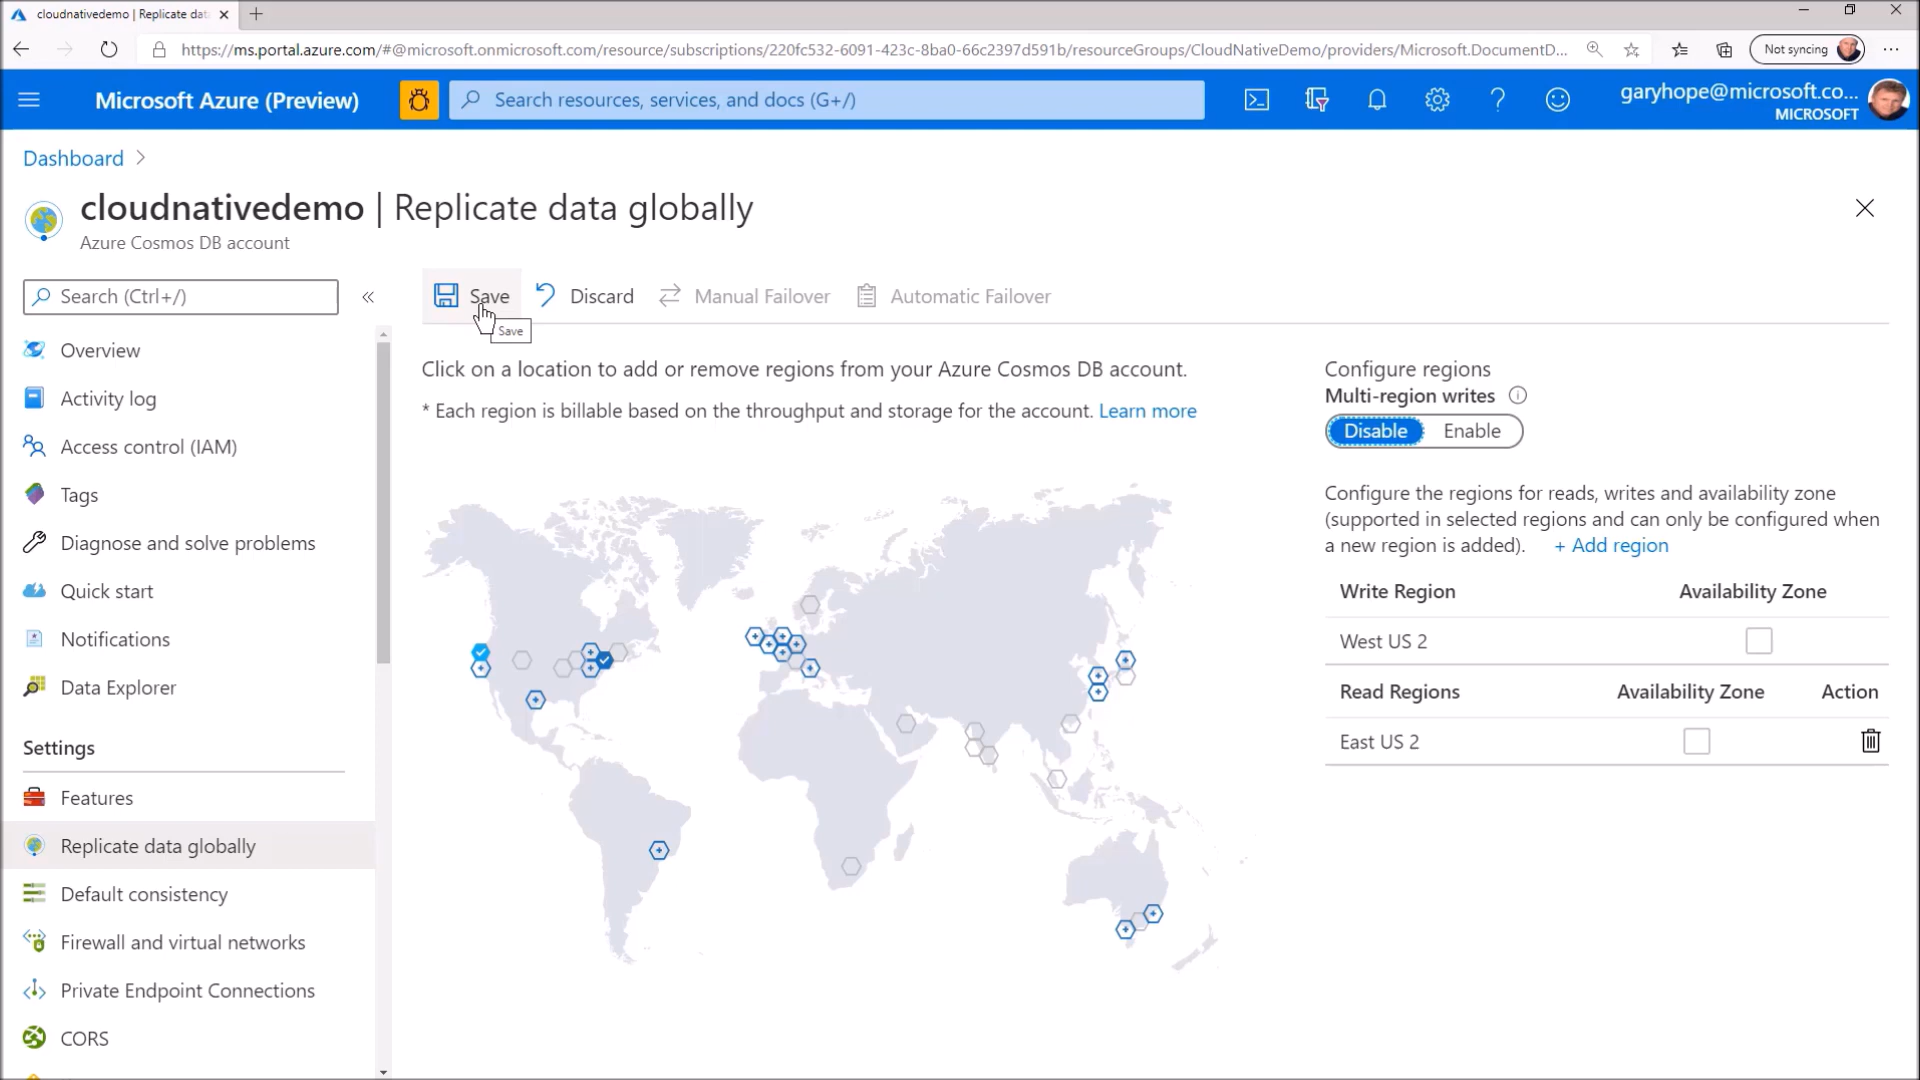 cloudnativedemo | Replicate dat
https://ms.portal.azure.com/#@microsoft.onmicrosoft.com/resource/subscriptions/220fc532-6091-423c-8ba0-66c2397d591b/resourceGroups/CloudNativeDemo/providers/Microsoft.DocumentD...
Not syncing
Microsoft Azure (Preview)
Search resources, services, and docs (G+/)
garyhope@microsoft.co...
MICROSOFT
Dashboard
cloudnativedemo | Replicate data globally
Azure Cosmos DB account
Search (Ctrl+/)
Save
Discard
Manual Failover
Automatic Failover
Save
Overview
Activity log
Access control (IAM)
Tags
Diagnose and solve problems
Quick start
Notifications
Data Explorer
Settings
Features
Replicate data globally
Default consistency
Firewall and virtual networks
Private Endpoint Connections
CORS
Click on a location to add or remove regions from your Azure Cosmos DB account.
* Each region is billable based on the throughput and storage for the account. Learn more
Configure regions
Multi-region writes
Disable Enable
Configure the regions for reads, writes and availability zone
(supported in selected regions and can only be configured when
a new region is added). + Add region
Write Region Availability Zone
West US 2
Read Regions Availability Zone Action
East US 2